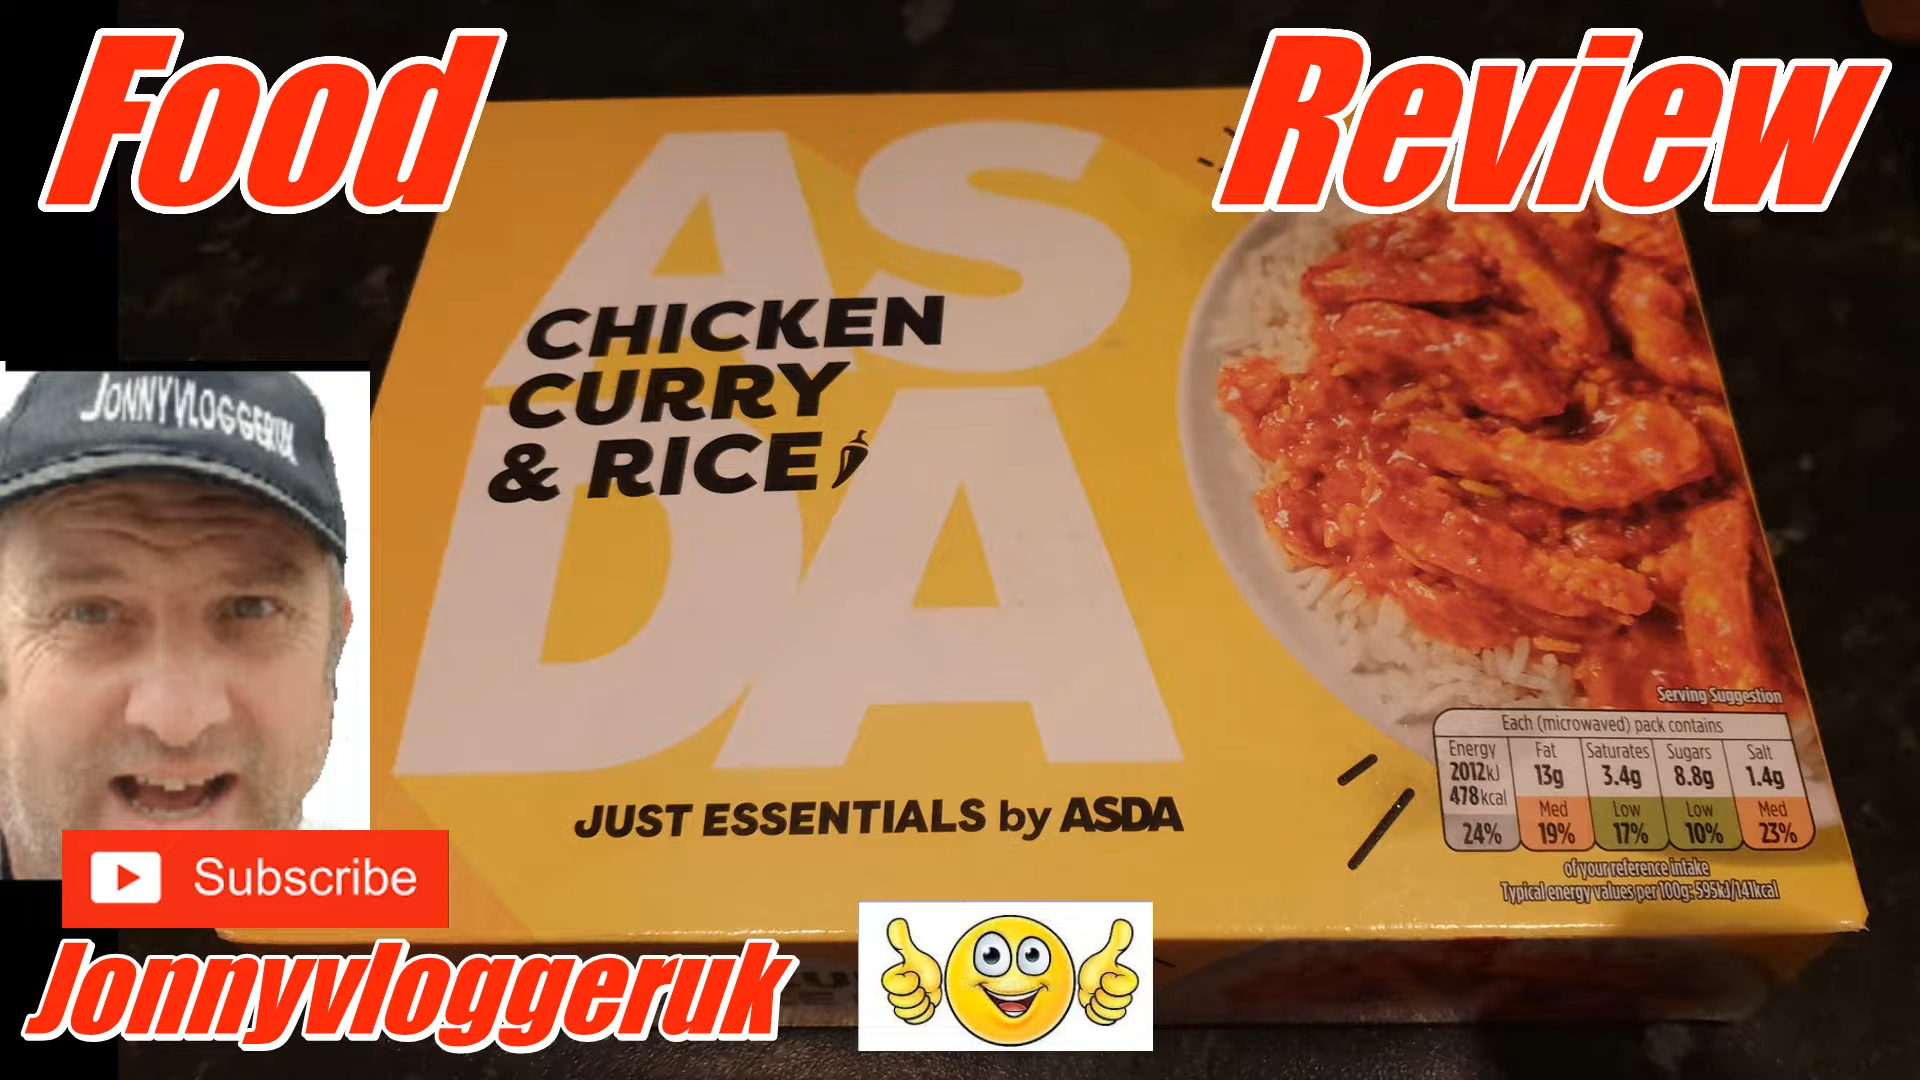 Food Review
AS
DA
CHICKEN
CURRY
& RICE
JUST ESSENTIALS by ASDA
JONNYVLOGGERUK
Serving Suggestion
Each (microwaved) pack contains
Energy 2012kJ 478kcal 24%
Fat 13g Med 19%
Saturates 3.4g Low 17%
Sugars 8.8g Low 10%
Salt 1.4g Med 23%
of your reference intake
Typical energy values per 100g: 595kJ/141kcal
Subscribe
Jonnyvloggeruk